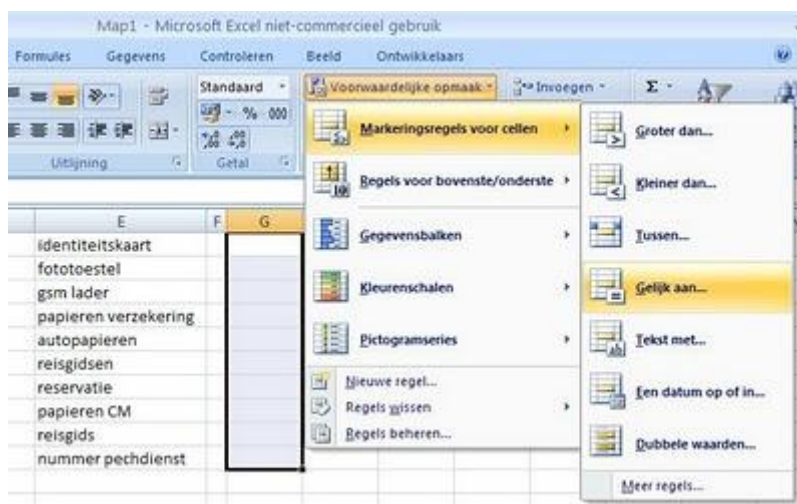 Map1 - Microsoft Excel niet-commercieel gebruik
Formules Gegevens Controleren Beeld Ontwikkelaars
Standaard
% 000
Voorwaardelijke opmaak
Invoegen
Σ
Uitlijning
Getal
Markeringsregels voor cellen
Regels voor bovenste/onderste
Gegevensbalken
Kleurenschalen
Pictogramseries
Nieuwe regel...
Regels wissen
Regels beheren...
Groter dan...
Kleiner dan...
Tussen...
Gelijk aan...
Tekst met...
Een datum op of in...
Dubbele waarden...
Meer regels...
E F G
identiteitskaart
fototoestel
gsm lader
papieren verzekering
autopapieren
reisgidsen
reservatie
papieren CM
reisgids
nummer pechdienst